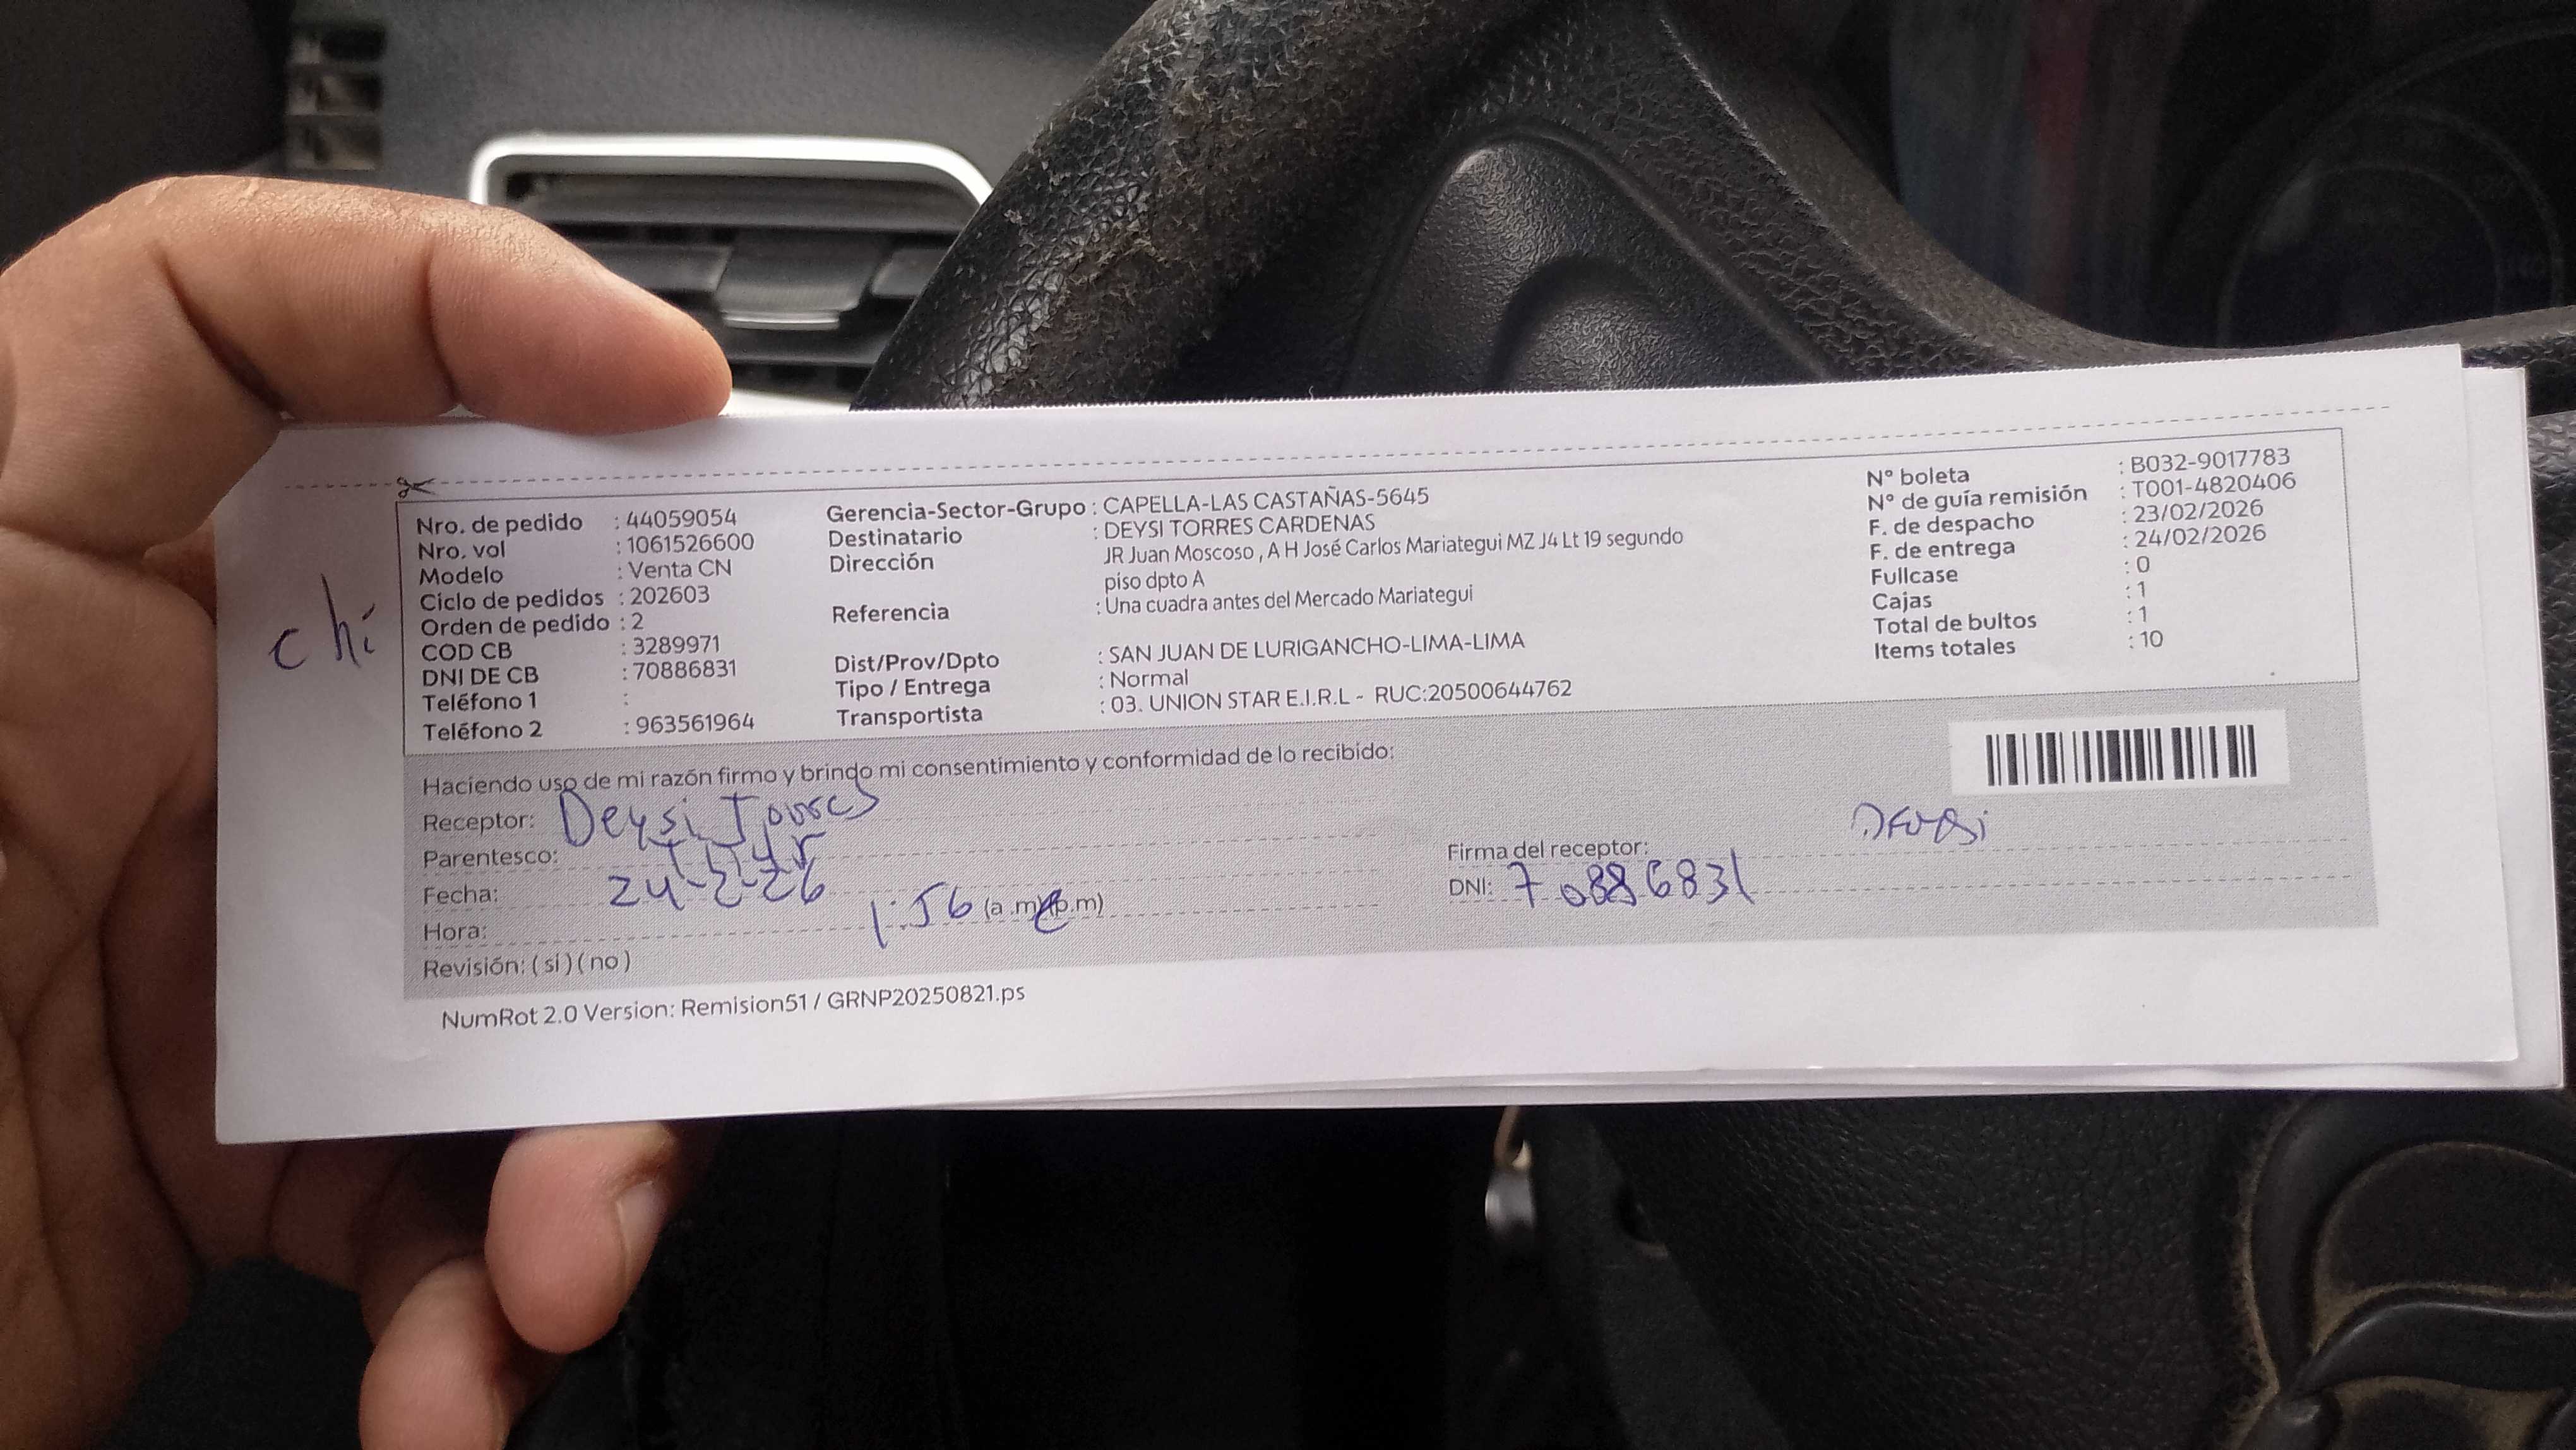 Nro. de pedido : 44059054
Nro. vol : 1061526600
Modelo : Venta CN
Ciclo de pedidos : 202603
Orden de pedido : 2
COD CB : 3289971
DNI DE CB : 70886831
Teléfono 1 :
Teléfono 2 : 963561964
Gerencia-Sector-Grupo : CAPELLA-LAS CASTAÑAS-5645
Destinatario : DEYSI TORRES CARDENAS
Dirección JR Juan Moscoso , A H José Carlos Mariategui MZ J4 Lt 19 segundo
piso dpto A
Referencia : Una cuadra antes del Mercado Mariategui
Dist/Prov/Dpto : SAN JUAN DE LURIGANCHO-LIMA-LIMA
Tipo / Entrega : Normal
Transportista : 03. UNION STAR E.I.R.L - RUC:20500644762
N° boleta : B032-9017783
N° de guía remisión : T001-4820406
F. de despacho : 23/02/2026
F. de entrega : 24/02/2026
Fullcase : 0
Cajas : 1
Total de bultos : 1
Items totales : 10
chi
Haciendo uso de mi razón firmo y brindo mi consentimiento y conformidad de lo recibido:
Receptor: Deysi Torres
Parentesco:
Fecha: 24-2-26
Hora: 1:56 (a.m) (p.m)
Revisión: ( si ) ( no )
Firma del receptor:
DNI: 70886831
NumRot 2.0 Version: Remision51 / GRNP20250821.ps